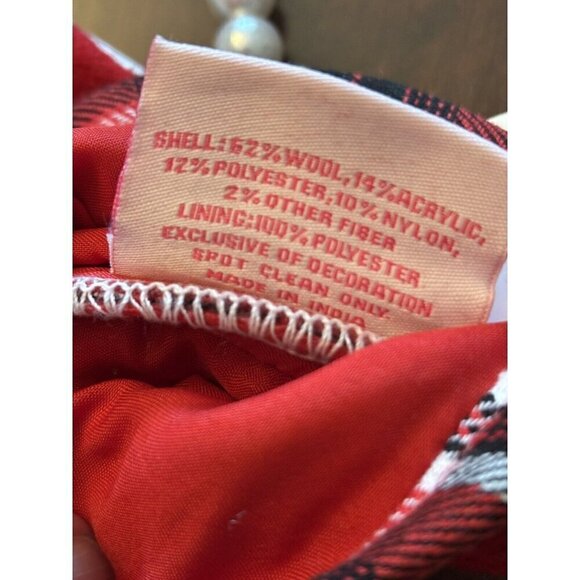 SHELL: 62% WOOL, 14% ACRYLIC,
12% POLYESTER, 10% NYLON,
2% OTHER FIBER
LINING: 100% POLYESTER
EXCLUSIVE OF DECORATION
SPOT CLEAN ONLY
MADE IN INDIA